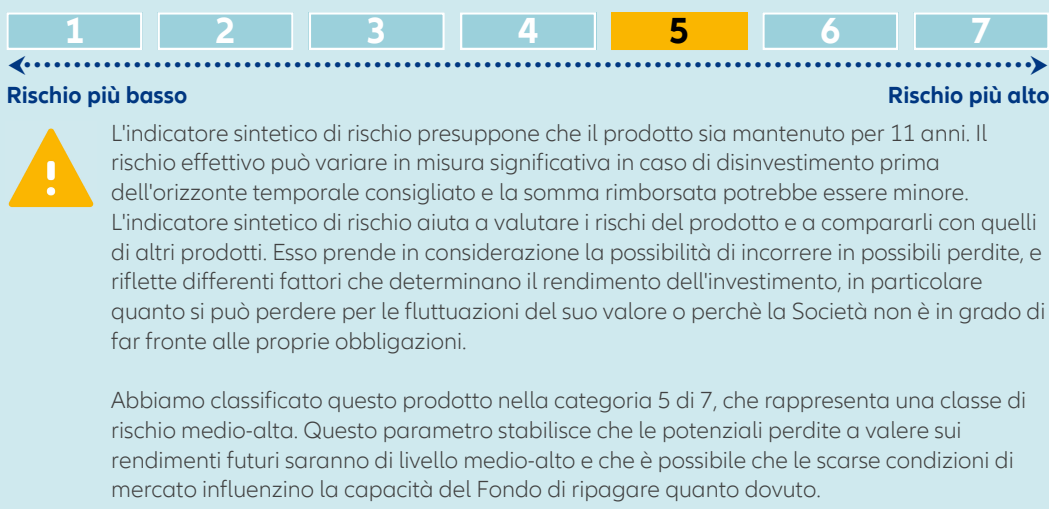 1 2 3 4 5 6 7
Rischio più basso Rischio più alto
L'indicatore sintetico di rischio presuppone che il prodotto sia mantenuto per 11 anni. Il
rischio effettivo può variare in misura significativa in caso di disinvestimento prima
dell'orizzonte temporale consigliato e la somma rimborsata potrebbe essere minore.
L'indicatore sintetico di rischio aiuta a valutare i rischi del prodotto e a compararli con quelli
di altri prodotti. Esso prende in considerazione la possibilità di incorrere in possibili perdite, e
riflette differenti fattori che determinano il rendimento dell'investimento, in particolare
quanto si può perdere per le fluttuazioni del suo valore o perchè la Società non è in grado di
far fronte alle proprie obbligazioni.
Abbiamo classificato questo prodotto nella categoria 5 di 7, che rappresenta una classe di
rischio medio-alta. Questo parametro stabilisce che le potenziali perdite a valere sui
rendimenti futuri saranno di livello medio-alto e che è possibile che le scarse condizioni di
mercato influenzino la capacità del Fondo di ripagare quanto dovuto.